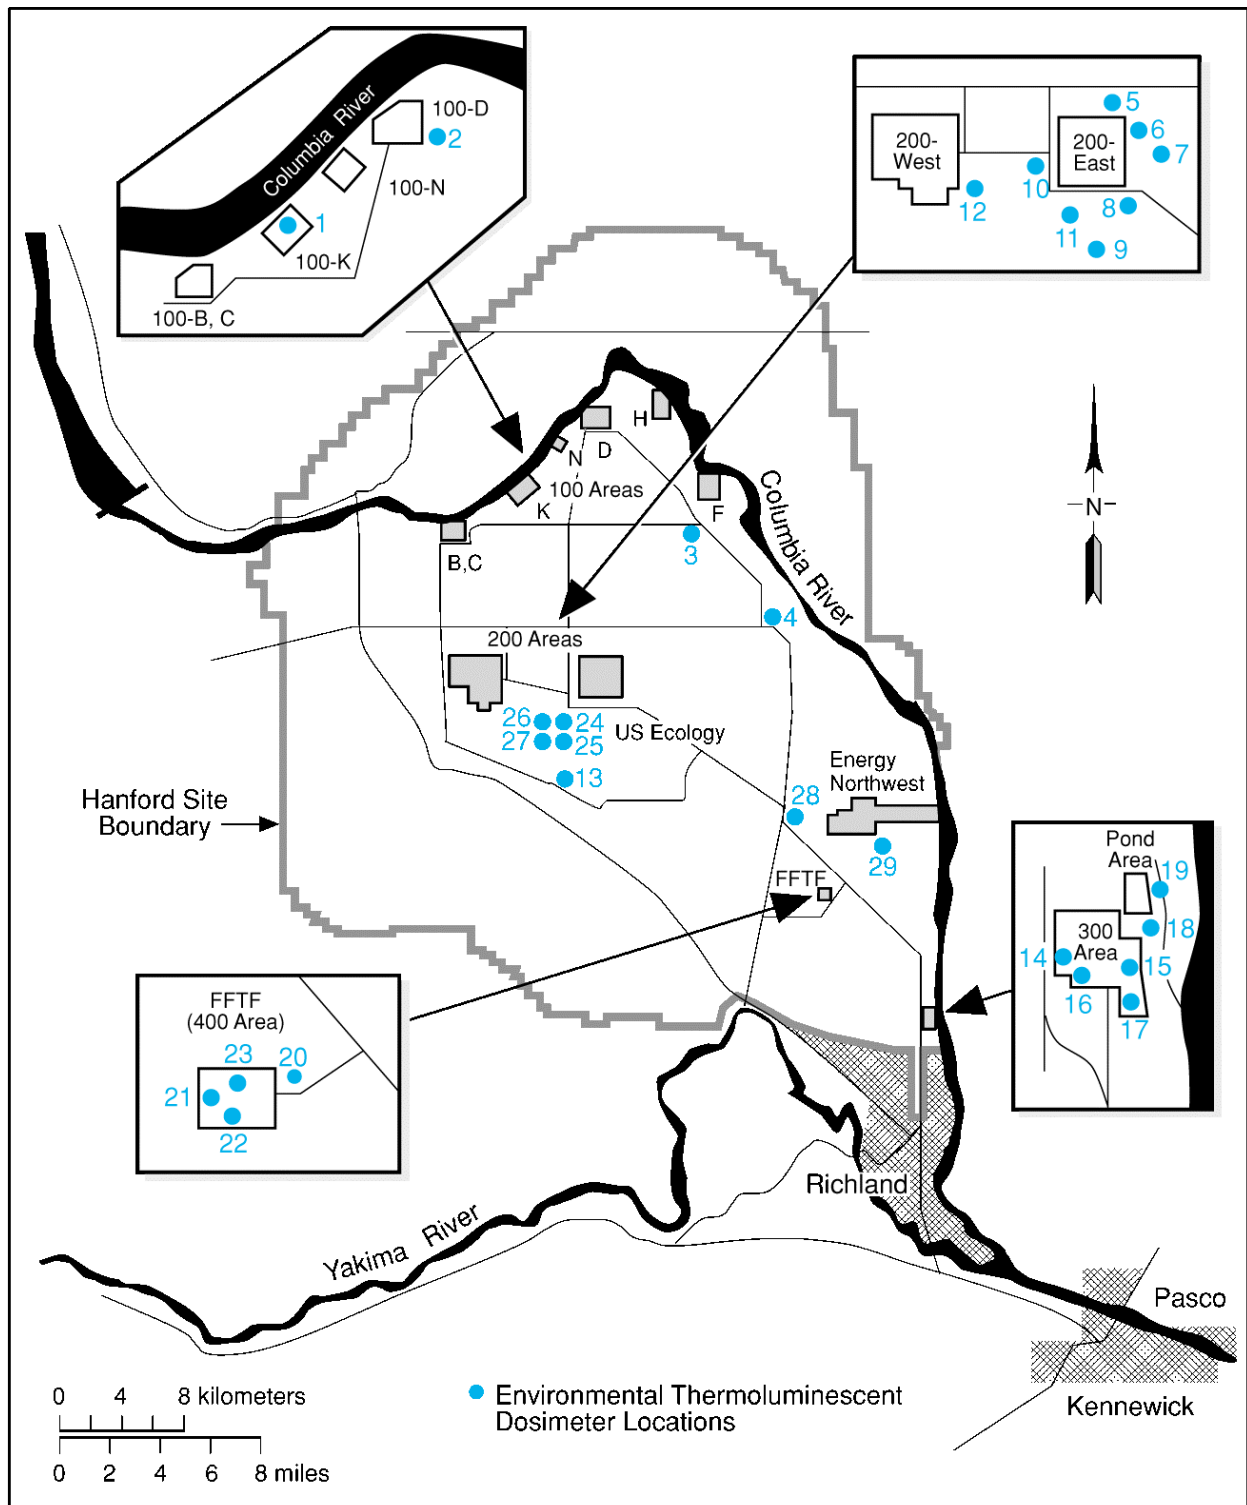 Columbia River
100-D
2
100-N
1
100-K
100-B, C
5
200-
West
200-
East
6
7
10
12
8
11
9
H
D
N
100 Areas
K
F
B,C
3
Columbia River
N
4
200 Areas
26
24
27
25
US Ecology
13
Energy
Northwest
28
29
Hanford Site
Boundary
FFTF
Pond
Area
19
18
300
Area
14
15
16
17
FFTF
(400 Area)
23
20
21
22
Richland
Yakima River
Pasco
Kennewick
0 4 8 kilometers
0 2 4 6 8 miles
Environmental Thermoluminescent
Dosimeter Locations